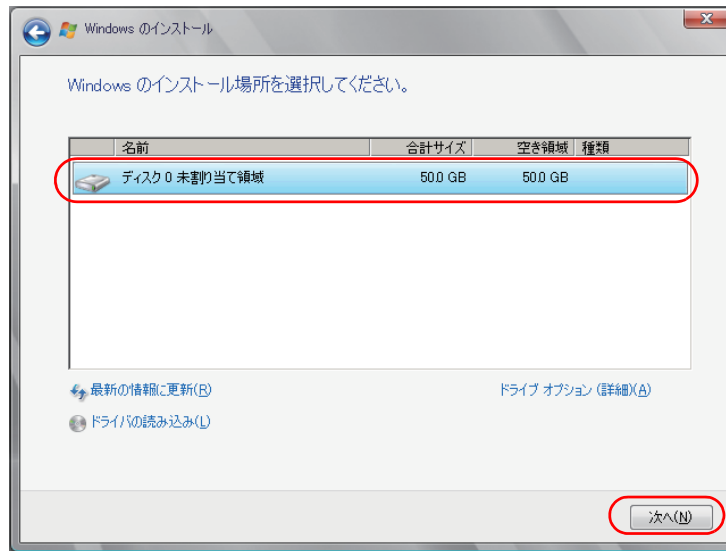 Windows のインストール
Windows のインストール場所を選択してください。
名前 合計サイズ 空き領域 種類
ディスク 0 未割り当て領域 50.0 GB 50.0 GB
最新の情報に更新(R) ドライブ オプション (詳細)(A)
ドライバの読み込み(L)
次へ(N)